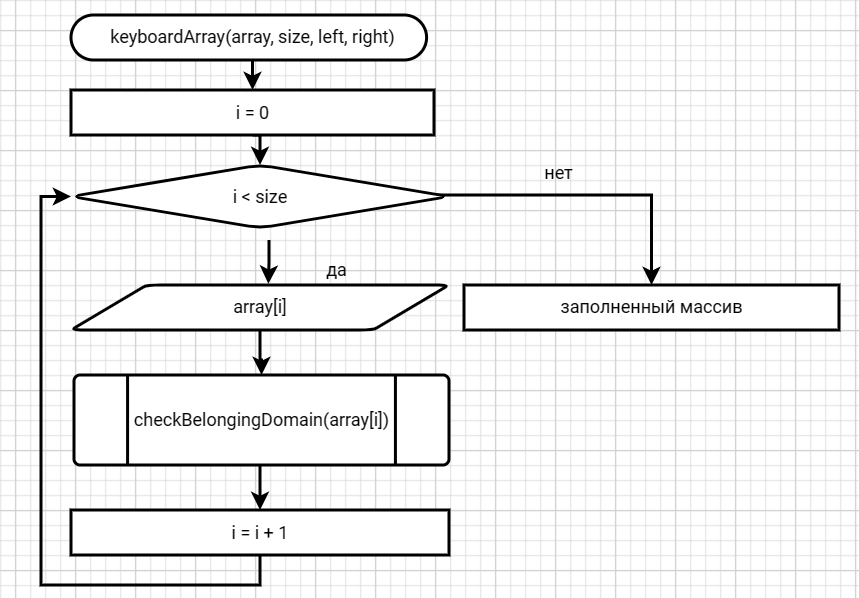 keyboardArray(array, size, left, right)
i = 0
i < size
нет
да
array[i]
заполненный массив
checkBelongingDomain(array[i])
i = i + 1